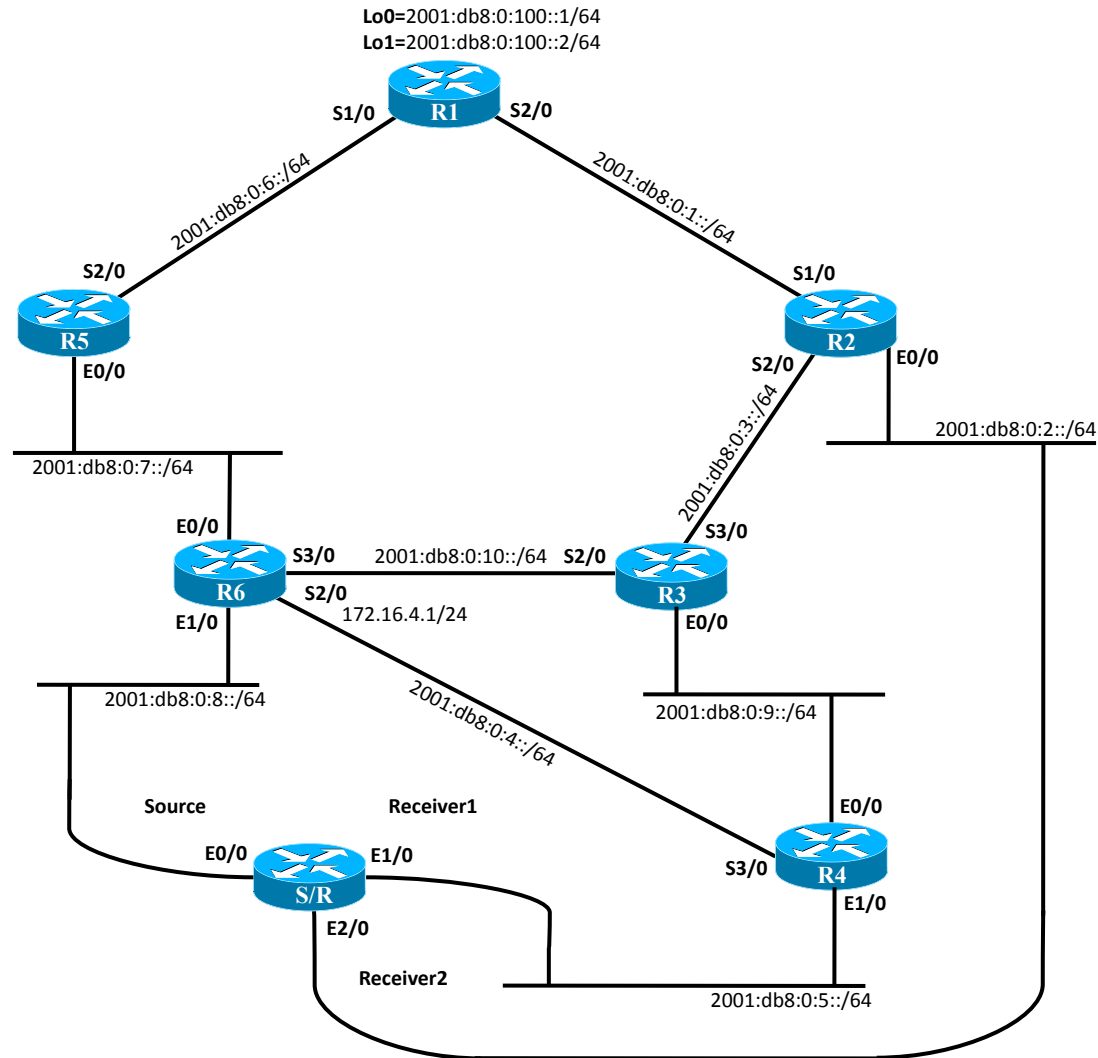 Lo0=2001:db8:0:100::1/64
Lo1=2001:db8:0:100::2/64
R1
S1/0
S2/0
2001:db8:0:6::/64
2001:db8:0:1::/64
S2/0
S1/0
R5
R2
E0/0
S2/0
E0/0
2001:db8:0:3::/64
2001:db8:0:2::/64
2001:db8:0:7::/64
E0/0
S3/0
S3/0
2001:db8:0:10::/64
S2/0
R6
S2/0
R3
172.16.4.1/24
E1/0
E0/0
2001:db8:0:8::/64
2001:db8:0:4::/64
2001:db8:0:9::/64
Source
Receiver1
E0/0
E0/0
E1/0
S3/0
R4
S/R
E1/0
E2/0
Receiver2
2001:db8:0:5::/64